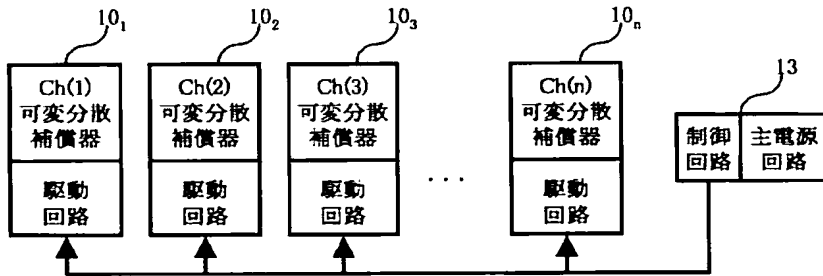 10₁
10₂
10₃
10ₙ
13
Ch(1)
可変分散
補償器
駆動
回路
Ch(2)
可変分散
補償器
駆動
回路
Ch(3)
可変分散
補償器
駆動
回路
...
Ch(n)
可変分散
補償器
駆動
回路
制御
回路
主電源
回路